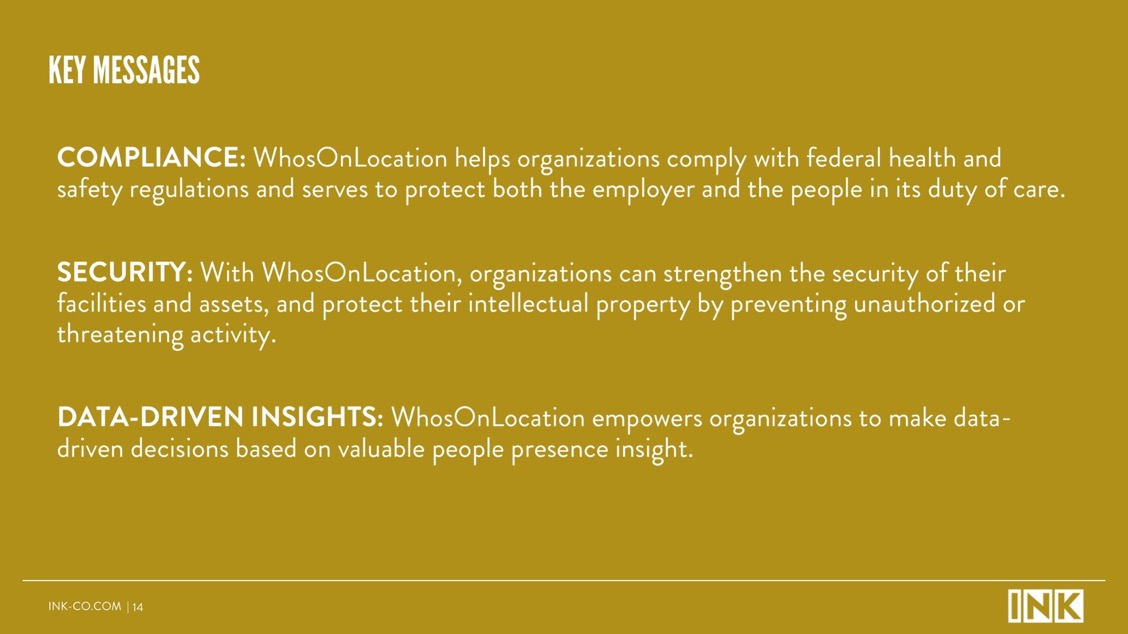 KEY MESSAGES
COMPLIANCE: WhosOnLocation helps organizations comply with federal health and
safety regulations and serves to protect both the employer and the people in its duty of care.
SECURITY: With WhosOnLocation, organizations can strengthen the security of their
facilities and assets, and protect their intellectual property by preventing unauthorized or
threatening activity.
DATA-DRIVEN INSIGHTS: WhosOnLocation empowers organizations to make data-
driven decisions based on valuable people presence insight.
INK-CO.COM | 14
INK